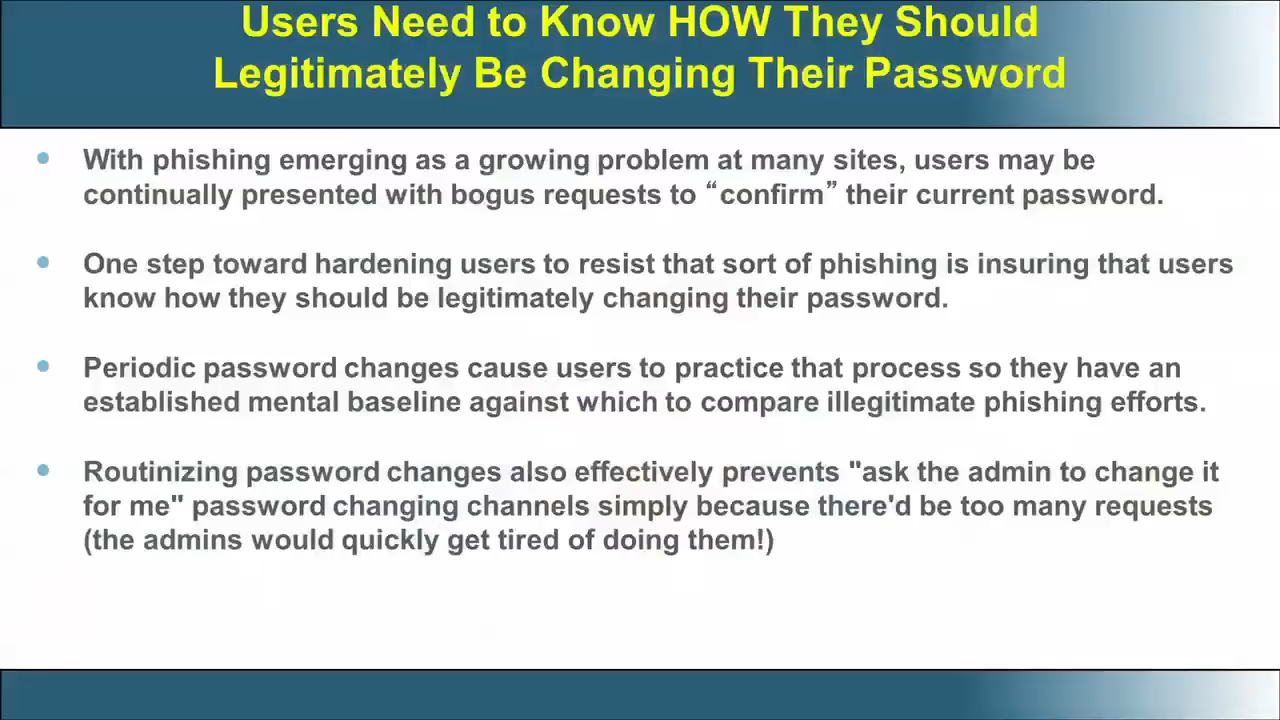 Users Need to Know HOW They Should
Legitimately Be Changing Their Password
• With phishing emerging as a growing problem at many sites, users may be
continually presented with bogus requests to “confirm” their current password.
• One step toward hardening users to resist that sort of phishing is insuring that users
know how they should be legitimately changing their password.
• Periodic password changes cause users to practice that process so they have an
established mental baseline against which to compare illegitimate phishing efforts.
• Routinizing password changes also effectively prevents "ask the admin to change it
for me" password changing channels simply because there'd be too many requests
(the admins would quickly get tired of doing them!)